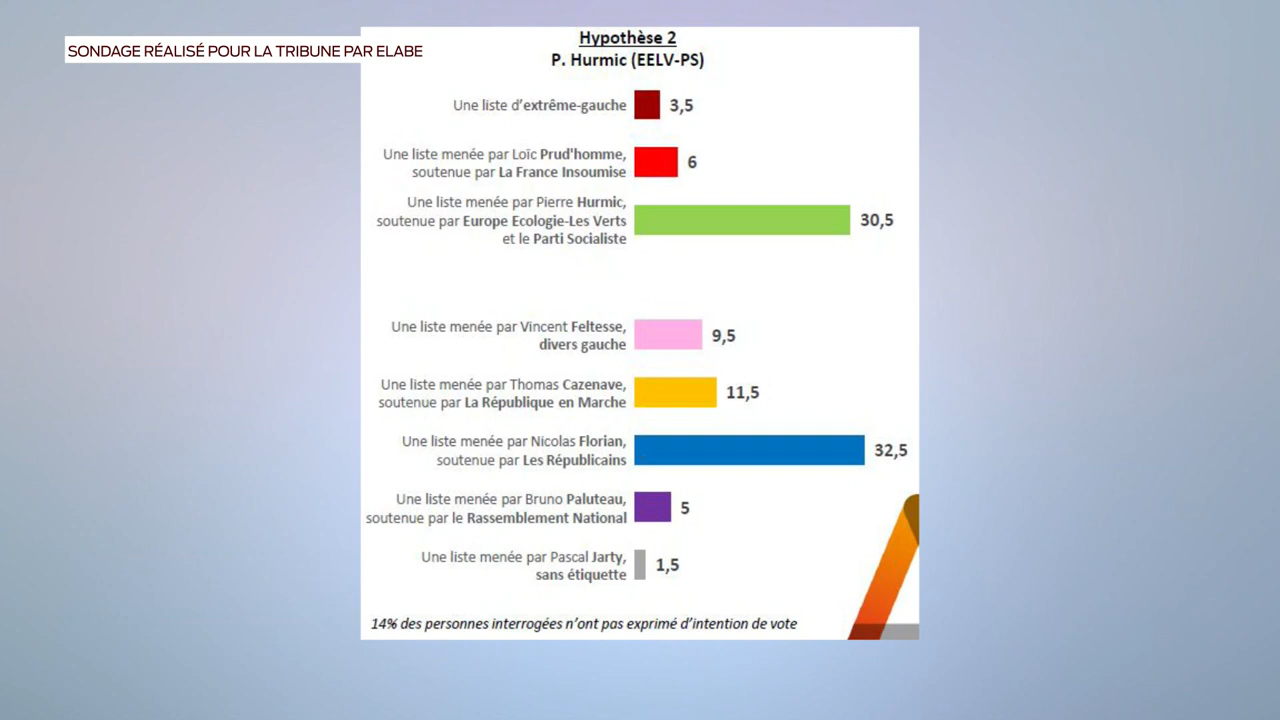 SONDAGE RÉALISÉ POUR LA TRIBUNE PAR ELABE
Hypothèse 2
P. Hurmic (EELV-PS)
Une liste d'extrême-gauche 3,5
Une liste menée par Loïc Prud'homme,
soutenue par La France Insoumise
6
Une liste menée par Pierre Hurmic,
soutenue par Europe Ecologie-Les Verts
et le Parti Socialiste
30,5
Une liste menée par Vincent Feltesse,
divers gauche
9,5
Une liste menée par Thomas Cazenave,
soutenue par La République en Marche
11,5
Une liste menée par Nicolas Florian,
soutenue par Les Républicains
32,5
Une liste menée par Bruno Paluteau,
soutenue par le Rassemblement National
5
Une liste menée par Pascal Jarty,
sans étiquette
1,5
14% des personnes interrogées n'ont pas exprimé d'intention de vote